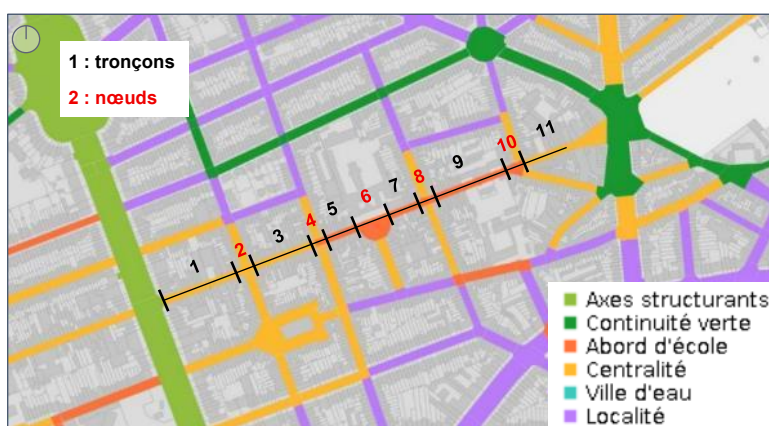 1 : tronçons
2 : nœuds
1
2
3
4
5
6
7
8
9
10
11
Axes structurants
Continuité verte
Abord d'école
Centralité
Ville d'eau
Localité